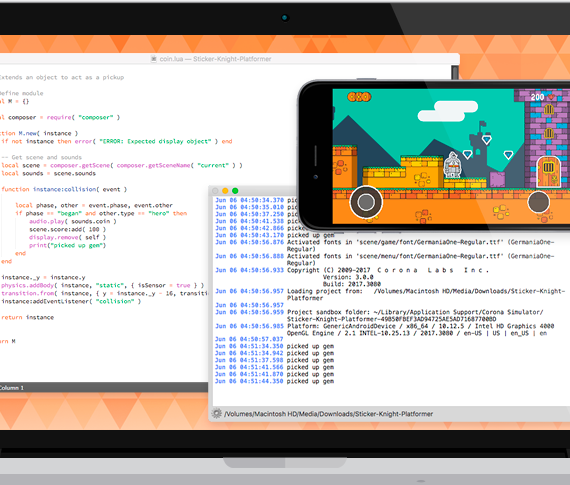 coin.lua — Sticker-Knight-Platformer
Extends an object to act as a pickup
Define module
al M = {}
al composer = require( "composer" )
ction M.new( instance )
if not instance then error( "ERROR: Expected display object" ) end
-- Get scene and sounds
local scene = composer.getScene( composer.getSceneName( "current" ) )
local sounds = scene.sounds
function instance:collision( event )
local phase, other = event.phase, event.other
if phase == "began" and other.type == "hero" then
audio.play( sounds.coin )
scene.score:add( 100 )
display.remove( self )
print("picked up gem")
end
end
instance._y = instance.y
physics.addBody( instance, "static", { isSensor = true } )
transition.from( instance, { y = instance._y - 16, transiti
instance:addEventListener( "collision" )
return instance
urn M
Column 1
200
Jun 06 04:50:34.370 pick
Jun 06 04:50:35.010 pick
Jun 06 04:50:37.250 pick
Jun 06 04:50:41.538 pick
Jun 06 04:50:42.866 pick
Jun 06 04:50:43.170 picked up gem
Jun 06 04:50:56.876 Activated fonts in 'scene/game/font/GermaniaOne-Regular.ttf' (GermaniaOne-
Regular)
Jun 06 04:50:56.888 Activated fonts in 'scene/menu/font/GermaniaOne-Regular.ttf' (GermaniaOne-
Regular)
Jun 06 04:50:56.933 Copyright (C) 2009-2017 C o r o n a L a b s I n c .
Version: 3.0.0
Build: 2017.3080
Jun 06 04:50:56.957 Loading project from: /Volumes/Macintosh HD/Media/Downloads/Sticker-Knight-
Platformer
Jun 06 04:50:56.957
Jun 06 04:50:56.959 Project sandbox folder: ~/Library/Application Support/Corona Simulator/
Sticker-Knight-Platformer-49850FBEF3AD94725AE5AD716B7700BD
Jun 06 04:50:56.985 Platform: GenericAndroidDevice / x86_64 / 10.12.5 / Intel HD Graphics 4000
OpenGL Engine / 2.1 INTEL-10.25.13 / 2017.3080 / en-US | US | en_US | en
Jun 06 04:50:57.037
Jun 06 04:51:34.350 picked up gem
Jun 06 04:51:34.942 picked up gem
Jun 06 04:51:37.598 picked up gem
Jun 06 04:51:41.566 picked up gem
Jun 06 04:51:41.870 picked up gem
Jun 06 04:51:44.350 picked up gem
/Volumes/Macintosh HD/Media/Downloads/Sticker-Knight-Platformer